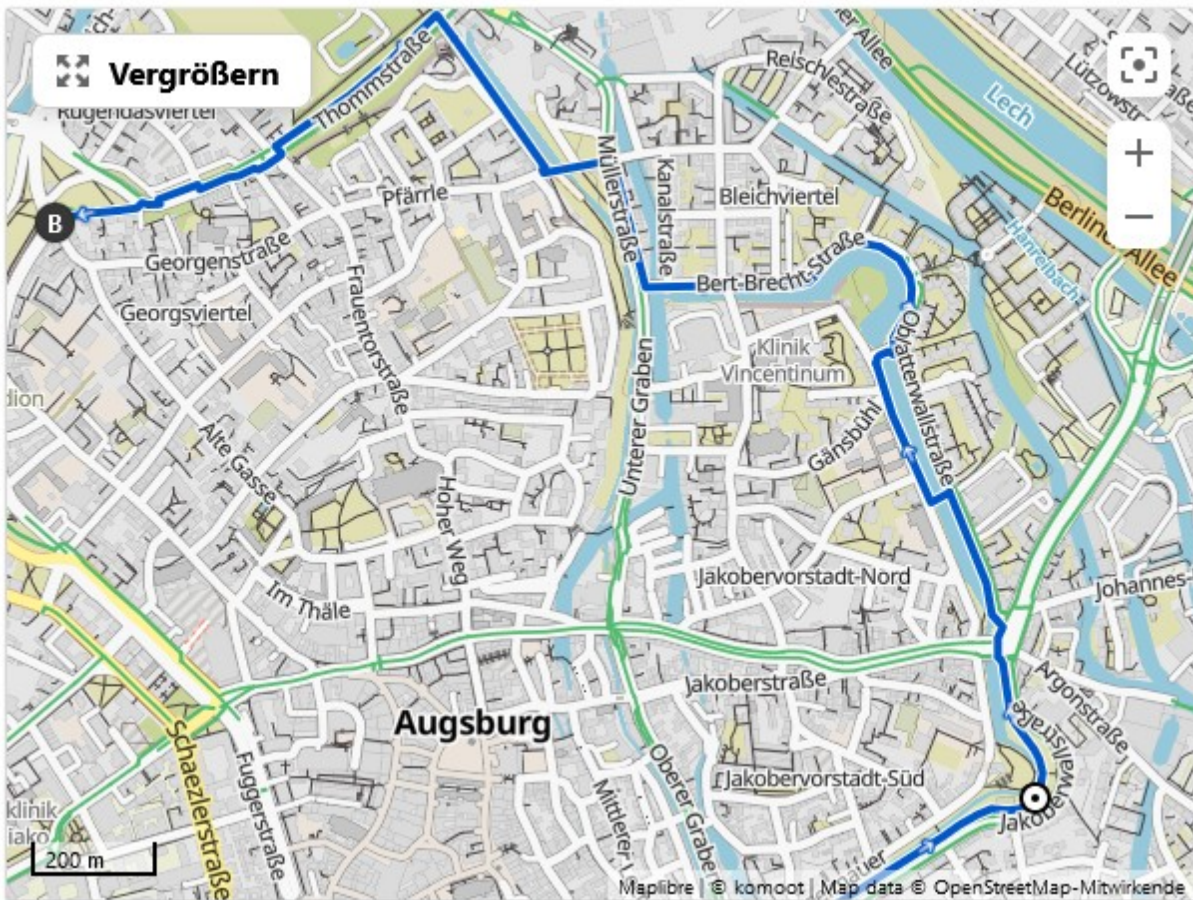 Vergrößern
Rugendasviertel
Thommstraße
Reischlestraße
Lech
Müllerstraße
Kanalstraße
Pfärrle
Bleichviertel
Berliner Allee
Hanreibach
B
Georgenstraße
Bert-Brecht-Straße
Georgsviertel
Frauentorstraße
Klinik
Vincentinum
Oblatterwallstraße
Unterer Graben
Gänsbühl
Alte Gasse
Hoher Weg
Jakobervorstadt-Nord
Johannes-
Im Thäle
Jakoberstraße
Argonstraße
Augsburg
Schaezlerstraße
Fuggerstraße
Oberer Graben
Jakobervorstadt-Süd
Mittlerer
Jakoberwallstraße
klinik
200 m
Maplibre | © komoot | Map data © OpenStreetMap-Mitwirkende